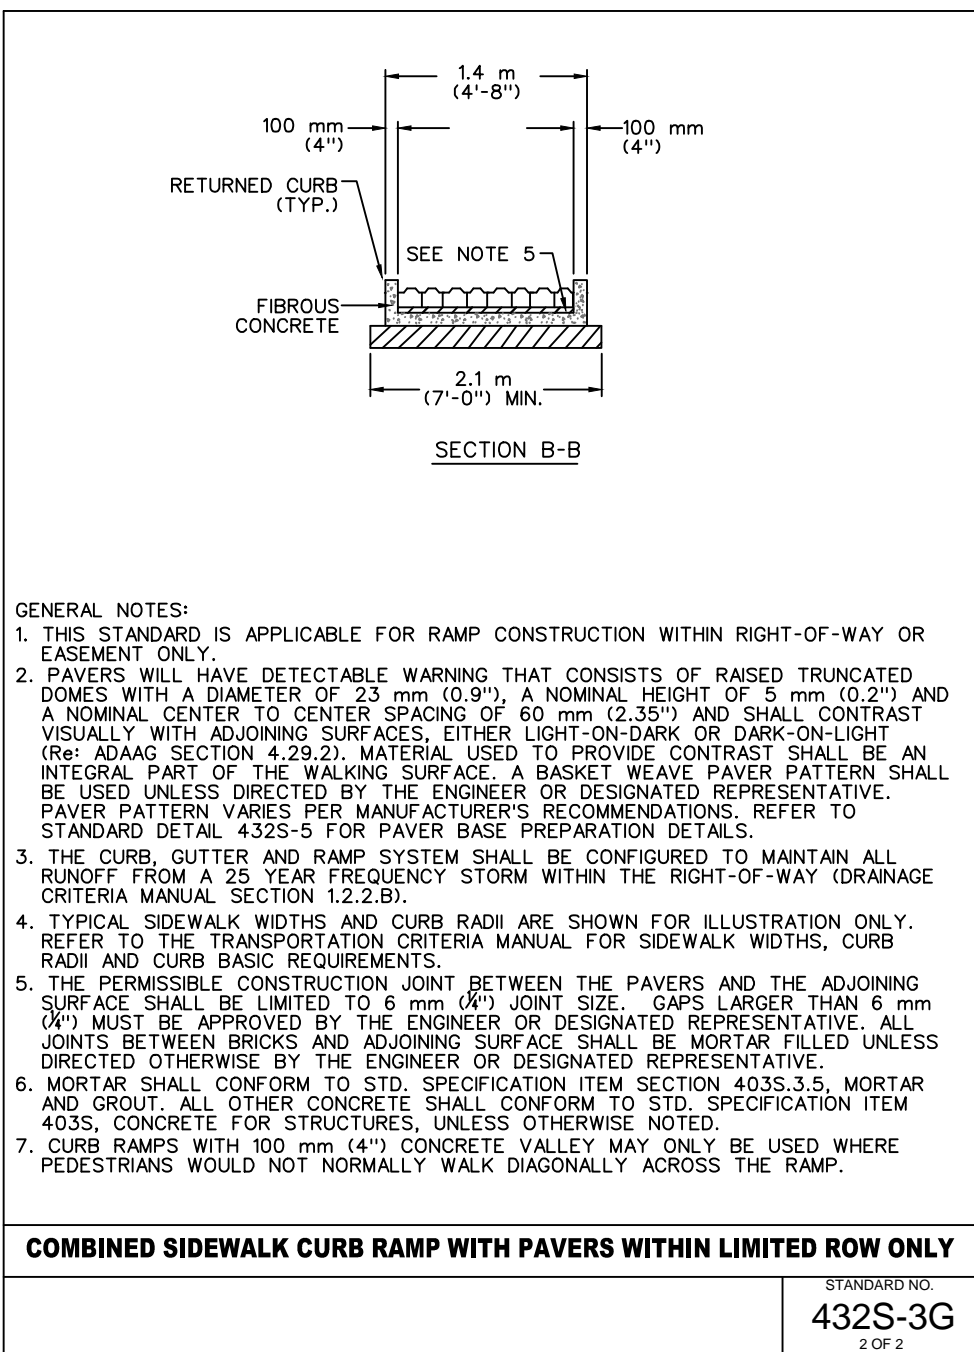 1.4 m
(4'-8")
100 mm
(4")
100 mm
(4")
RETURNED CURB
(TYP.)
SEE NOTE 5
FIBROUS
CONCRETE
2.1 m
(7'-0") MIN.
SECTION B-B
GENERAL NOTES:
1. THIS STANDARD IS APPLICABLE FOR RAMP CONSTRUCTION WITHIN RIGHT-OF-WAY OR
EASEMENT ONLY.
2. PAVERS WILL HAVE DETECTABLE WARNING THAT CONSISTS OF RAISED TRUNCATED
DOMES WITH A DIAMETER OF 23 mm (0.9"), A NOMINAL HEIGHT OF 5 mm (0.2") AND
A NOMINAL CENTER TO CENTER SPACING OF 60 mm (2.35") AND SHALL CONTRAST
VISUALLY WITH ADJOINING SURFACES, EITHER LIGHT-ON-DARK OR DARK-ON-LIGHT
(Re: ADAAG SECTION 4.29.2). MATERIAL USED TO PROVIDE CONTRAST SHALL BE AN
INTEGRAL PART OF THE WALKING SURFACE. A BASKET WEAVE PAVER PATTERN SHALL
BE USED UNLESS DIRECTED BY THE ENGINEER OR DESIGNATED REPRESENTATIVE.
PAVER PATTERN VARIES PER MANUFACTURER'S RECOMMENDATIONS. REFER TO
STANDARD DETAIL 432S-5 FOR PAVER BASE PREPARATION DETAILS.
3. THE CURB, GUTTER AND RAMP SYSTEM SHALL BE CONFIGURED TO MAINTAIN ALL
RUNOFF FROM A 25 YEAR FREQUENCY STORM WITHIN THE RIGHT-OF-WAY (DRAINAGE
CRITERIA MANUAL SECTION 1.2.2.B).
4. TYPICAL SIDEWALK WIDTHS AND CURB RADII ARE SHOWN FOR ILLUSTRATION ONLY.
REFER TO THE TRANSPORTATION CRITERIA MANUAL FOR SIDEWALK WIDTHS, CURB
RADII AND CURB BASIC REQUIREMENTS.
5. THE PERMISSIBLE CONSTRUCTION JOINT BETWEEN THE PAVERS AND THE ADJOINING
SURFACE SHALL BE LIMITED TO 6 mm (¼") JOINT SIZE. GAPS LARGER THAN 6 mm
(¼") MUST BE APPROVED BY THE ENGINEER OR DESIGNATED REPRESENTATIVE. ALL
JOINTS BETWEEN BRICKS AND ADJOINING SURFACE SHALL BE MORTAR FILLED UNLESS
DIRECTED OTHERWISE BY THE ENGINEER OR DESIGNATED REPRESENTATIVE.
6. MORTAR SHALL CONFORM TO STD. SPECIFICATION ITEM SECTION 403S.3.5, MORTAR
AND GROUT. ALL OTHER CONCRETE SHALL CONFORM TO STD. SPECIFICATION ITEM
403S, CONCRETE FOR STRUCTURES, UNLESS OTHERWISE NOTED.
7. CURB RAMPS WITH 100 mm (4") CONCRETE VALLEY MAY ONLY BE USED WHERE
PEDESTRIANS WOULD NOT NORMALLY WALK DIAGONALLY ACROSS THE RAMP.
COMBINED SIDEWALK CURB RAMP WITH PAVERS WITHIN LIMITED ROW ONLY
STANDARD NO.
432S-3G
2 OF 2